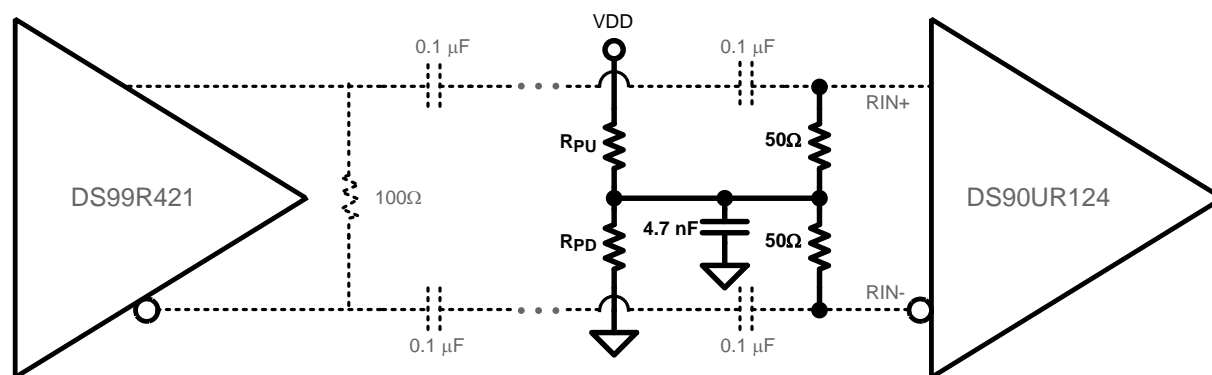 VDD
0.1 µF
0.1 µF
RIN+
RPU
50Ω
DS99R421
100Ω
DS90UR124
RPD
4.7 nF
50Ω
RIN-
0.1 µF
0.1 µF